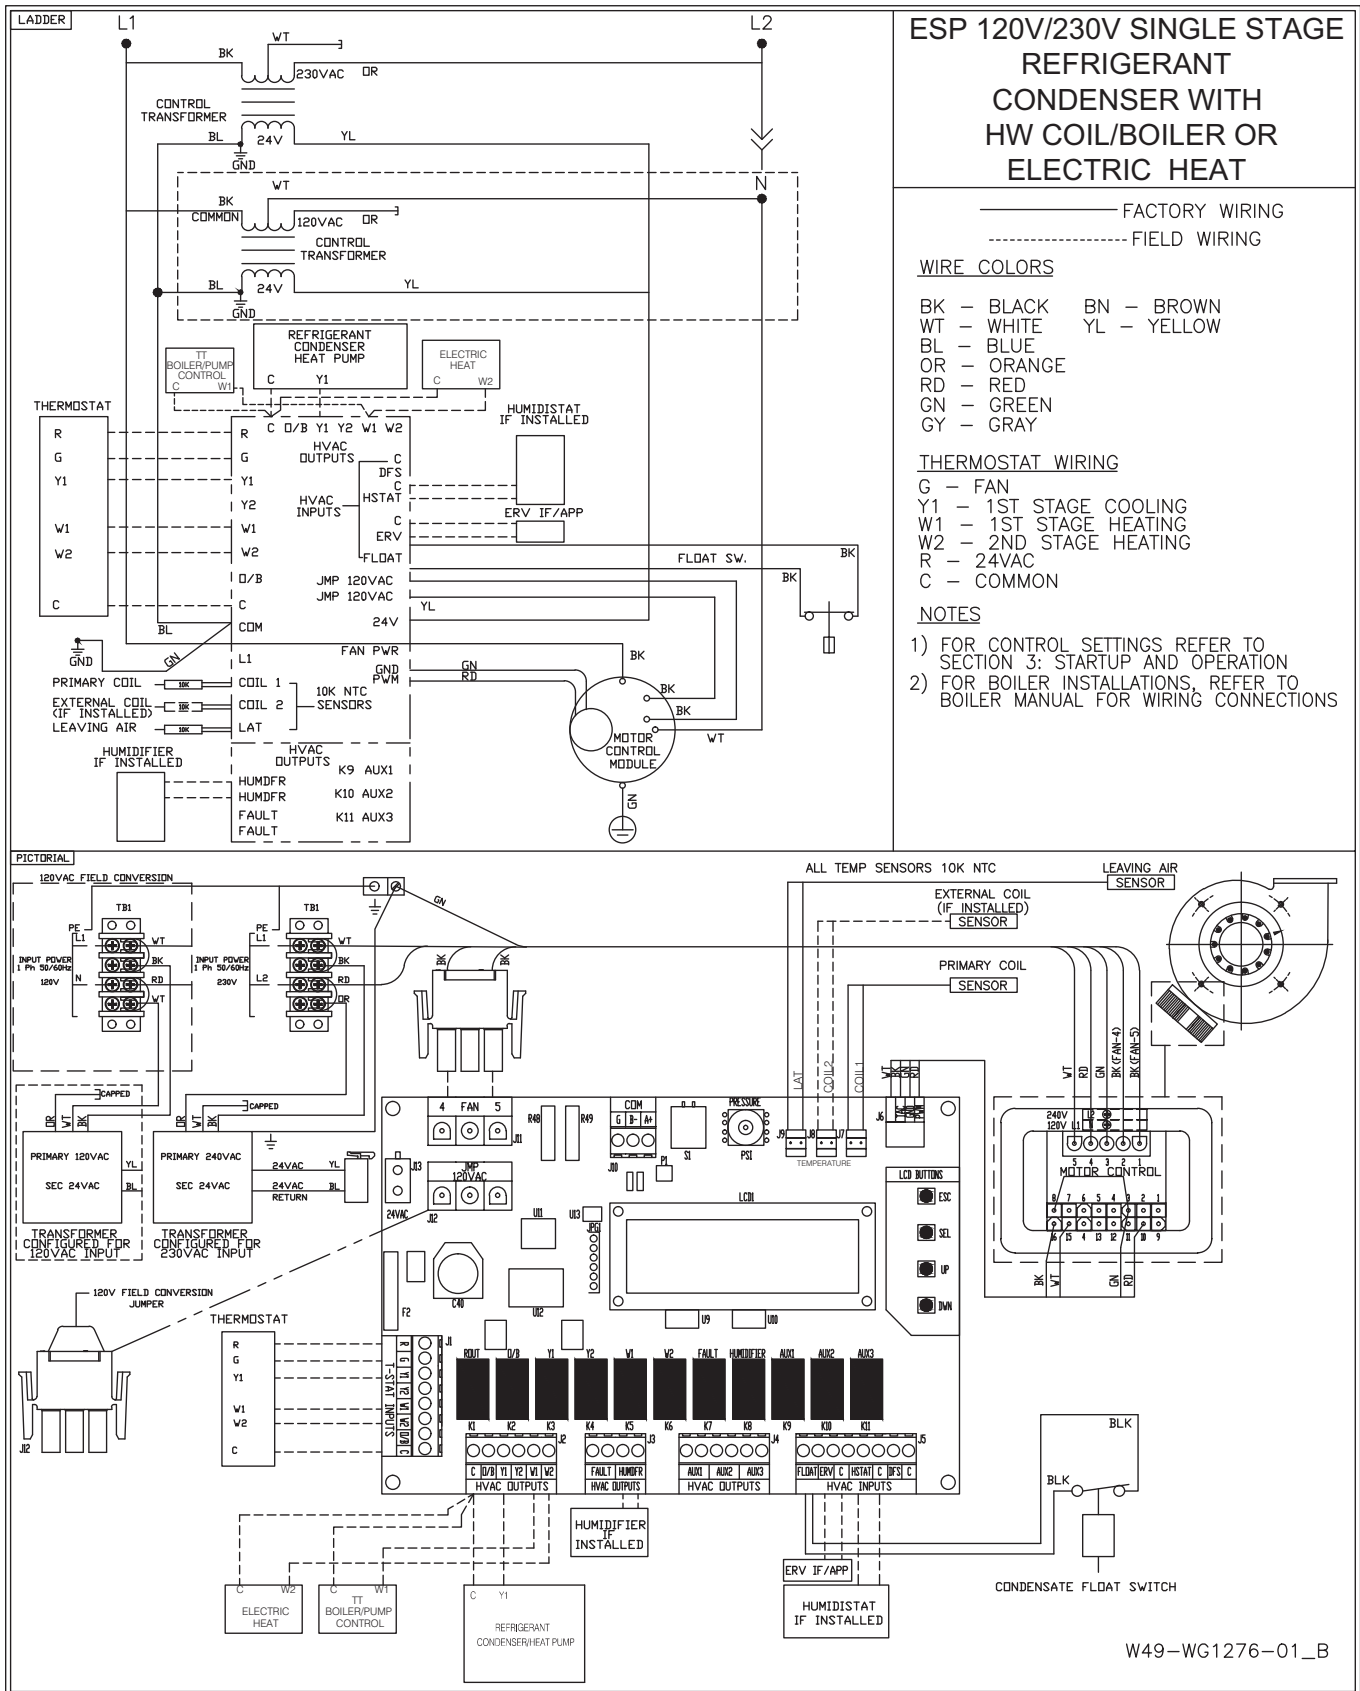 LADDER
L1
L2
WT
BK
230VAC OR
CONTROL
TRANSFORMER
BL
24V
YL
GND
N
WT
BK
COMMON
120VAC OR
CONTROL
TRANSFORMER
BL
24V
YL
GND
REFRIGERANT
CONDENSER
HEAT PUMP
C Y1
TT
BOILER/PUMP
CONTROL
C W1
ELECTRIC
HEAT
C W2
THERMOSTAT
R
G
Y1
W1
W2
C
C O/B Y1 Y2 W1 W2
HVAC
OUTPUTS
R
G
Y1
Y2
W1
W2
O/B
C
COM
L1
COIL 1
COIL 2
LAT
HVAC
INPUTS
C
DFS
C
HSTAT
C
ERV
FLOAT
JMP 120VAC
JMP 120VAC
24V
FAN PWR
GND
PWM
10K NTC
SENSORS
HUMIDISTAT
IF INSTALLED
ERV IF/APP
FLOAT SW.
BK
BK
YL
BL
GN
GND
PRIMARY COIL 10K
EXTERNAL COIL 10K
(IF INSTALLED)
LEAVING AIR 10K
GN
RD
BK
BK
BK
WT
MOTOR
CONTROL
MODULE
GN
HUMIDIFIER
IF INSTALLED
HVAC
OUTPUTS
HUMDFR
HUMDFR
FAULT
FAULT
K9 AUX1
K10 AUX2
K11 AUX3
ESP 120V/230V SINGLE STAGE
REFRIGERANT
CONDENSER WITH
HW COIL/BOILER OR
ELECTRIC HEAT
FACTORY WIRING
FIELD WIRING
WIRE COLORS
BK – BLACK BN – BROWN
WT – WHITE YL – YELLOW
BL – BLUE
OR – ORANGE
RD – RED
GN – GREEN
GY – GRAY
THERMOSTAT WIRING
G – FAN
Y1 – 1ST STAGE COOLING
W1 – 1ST STAGE HEATING
W2 – 2ND STAGE HEATING
R – 24VAC
C – COMMON
NOTES
1) FOR CONTROL SETTINGS REFER TO
SECTION 3: STARTUP AND OPERATION
2) FOR BOILER INSTALLATIONS, REFER TO
BOILER MANUAL FOR WIRING CONNECTIONS
PICTORIAL
120VAC FIELD CONVERSION
TB1
PE
L1
INPUT POWER
1 Ph 50/60Hz
120V
N
WT
BK
RD
WT
TB1
PE
L1
INPUT POWER
1 Ph 50/60Hz
230V
L2
WT
BK
RD
OR
GN
CAPPED
OR
WT
BK
PRIMARY 120VAC
SEC 24VAC
YL
BL
TRANSFORMER
CONFIGURED FOR
120VAC INPUT
CAPPED
OR
WT
BK
PRIMARY 240VAC
SEC 24VAC
24VAC YL
24VAC BL
RETURN
TRANSFORMER
CONFIGURED FOR
230VAC INPUT
120V FIELD CONVERSION
JUMPER
J12
BK
BK
4 FAN 5
J11
J13
24VAC
JMP
120VAC
J12
R48
R49
COM
G B- A+
J10
P1
S1
PRESSURE
PSI
LAT
COIL2
COIL1
J9
J8
J7
TEMPERATURE
WT
BK
GN
RD
J6
TAC
GND
PWM
LCD BUTTONS
ESC
SEL
UP
DWN
LCD1
U13
JPG1
U11
U12
C40
F2
U9
U10
ALL TEMP SENSORS 10K NTC
LEAVING AIR
SENSOR
EXTERNAL COIL
(IF INSTALLED)
SENSOR
PRIMARY COIL
SENSOR
WT
RD
GN
BK(FAN-4)
BK(FAN-5)
240V L2
120V L1 N
5 4 3 2 1
MOTOR CONTROL
8 7 6 5 4 3 2 1
16 15 4 13 12 11 10 9
BK
WT
GN
RD
THERMOSTAT
R
G
Y1
W1
W2
C
J1
R
G
Y1
Y2
W1
W2
O/B
C
T-STAT INPUTS
ROUT O/B Y1 Y2 W1 W2 FAULT HUMIDIFIER AUX1 AUX2 AUX3
K1 K2 K3 K4 K5 K6 K7 K8 K9 K10 K11
J2
J3
J4
J5
C O/B Y1 Y2 W1 W2
HVAC OUTPUTS
FAULT HUMDFR
HVAC OUTPUTS
AUX1 AUX2 AUX3
HVAC OUTPUTS
FLOAT ERV C HSTAT C DFS C
HVAC INPUTS
HUMIDIFIER
IF
INSTALLED
ERV IF/APP
HUMIDISTAT
IF INSTALLED
C W2
ELECTRIC
HEAT
C W1
TT
BOILER/PUMP
CONTROL
C Y1
REFRIGERANT
CONDENSER/HEAT PUMP
BLK
BLK
CONDENSATE FLOAT SWITCH
W49–WG1276–01_B